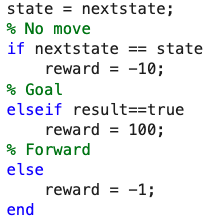 state = nextstate;
% No move
if nextstate == state
    reward = -10;
% Goal
elseif result==true
    reward = 100;
% Forward
else
    reward = -1;
end